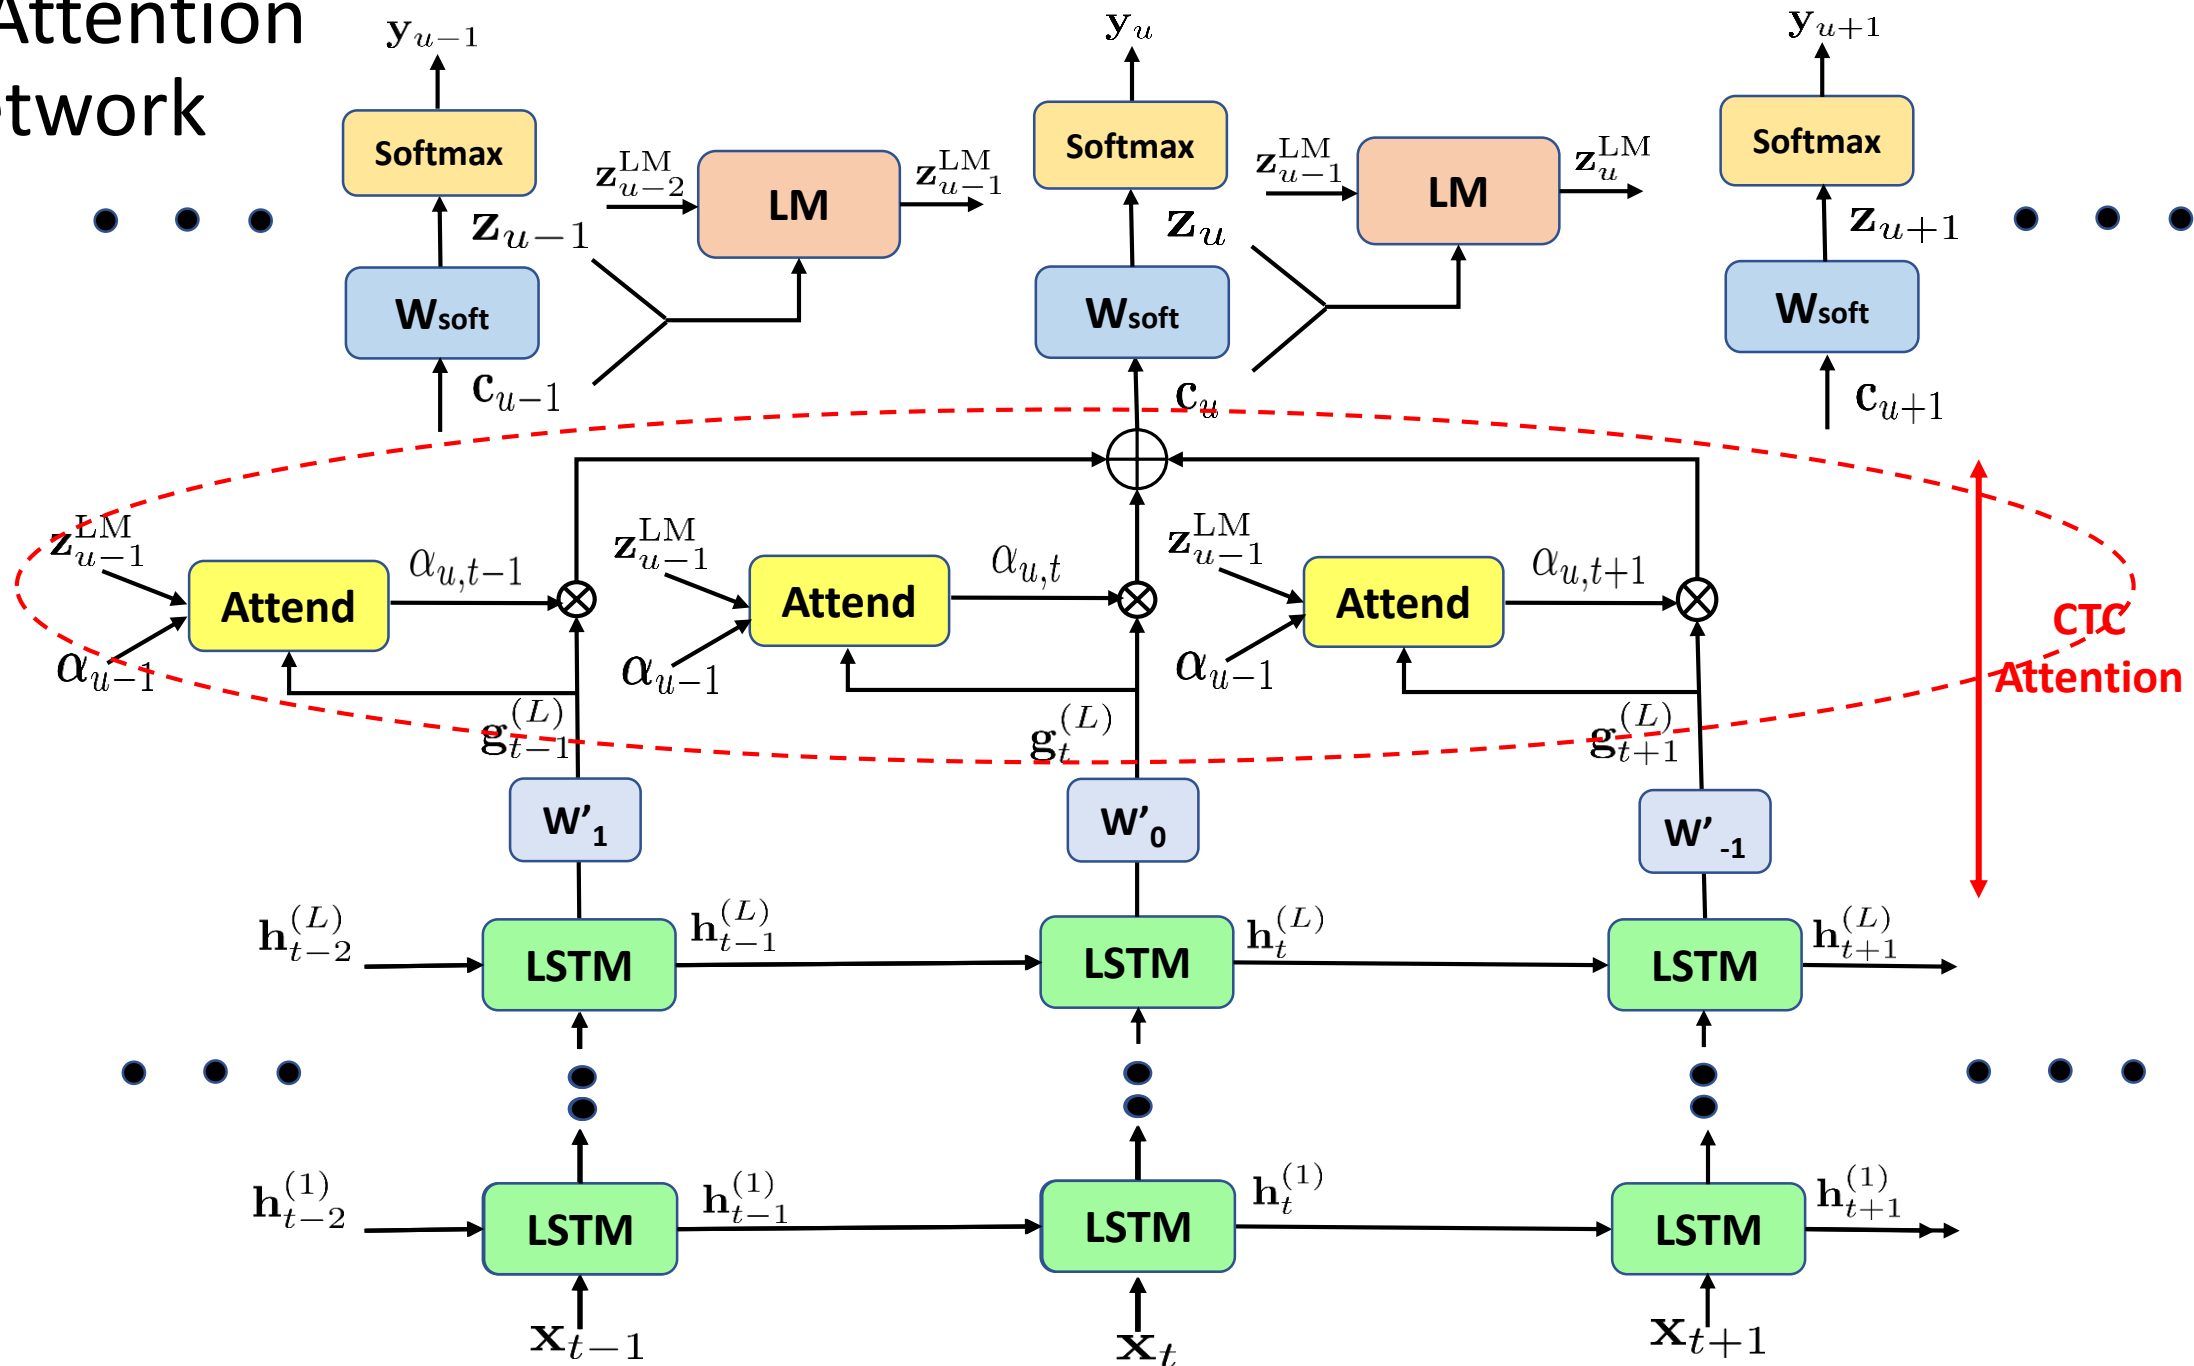 Attention
etwork
y_{u-1}
y_u
y_{u+1}
Softmax
z^{LM}_{u-2}
LM
z^{LM}_{u-1}
Softmax
z^{LM}_{u-1}
LM
z^{LM}_u
Softmax
z_{u-1}
z_u
z_{u+1}
Wsoft
Wsoft
Wsoft
c_{u-1}
c_u
c_{u+1}
z^{LM}_{u-1}
Attend
α_{u,t-1}
z^{LM}_{u-1}
Attend
α_{u,t}
z^{LM}_{u-1}
Attend
α_{u,t+1}
α_{u-1}
α_{u-1}
α_{u-1}
CTC
Attention
g^{(L)}_{t-1}
g^{(L)}_t
g^{(L)}_{t+1}
W'_1
W'_0
W'_{-1}
h^{(L)}_{t-2}
LSTM
h^{(L)}_{t-1}
LSTM
h^{(L)}_t
LSTM
h^{(L)}_{t+1}
h^{(1)}_{t-2}
LSTM
h^{(1)}_{t-1}
LSTM
h^{(1)}_t
LSTM
h^{(1)}_{t+1}
x_{t-1}
x_t
x_{t+1}